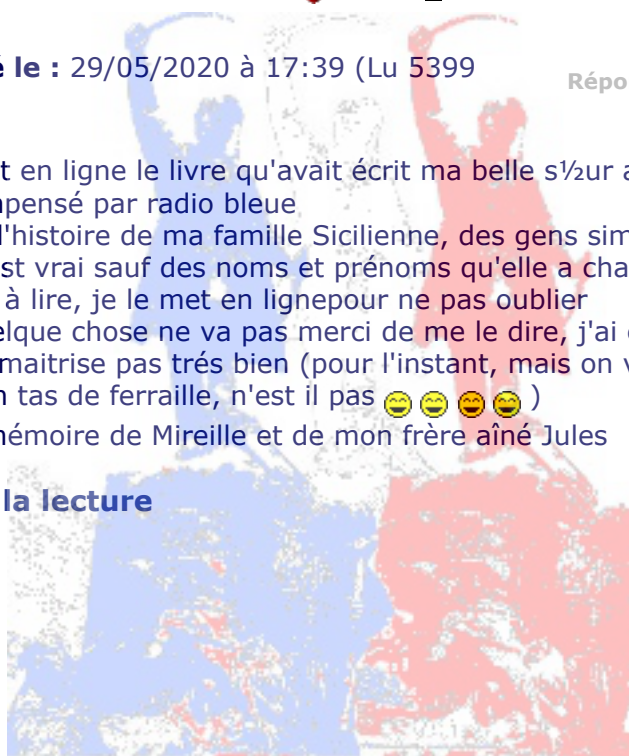 le : 29/05/2020 à 17:39 (Lu 5399
Répo
t en ligne le livre qu'avait écrit ma belle s½ur a
pensé par radio bleue
l'histoire de ma famille Sicilienne, des gens sim
st vrai sauf des noms et prénoms qu'elle a cha
à lire, je le met en lignepour ne pas oublier
elque chose ne va pas merci de me le dire, j'ai
maitrise pas trés bien (pour l'instant, mais on v
tas de ferraille, n'est il pas )
mémoire de Mireille et de mon frère aîné Jules
la lecture